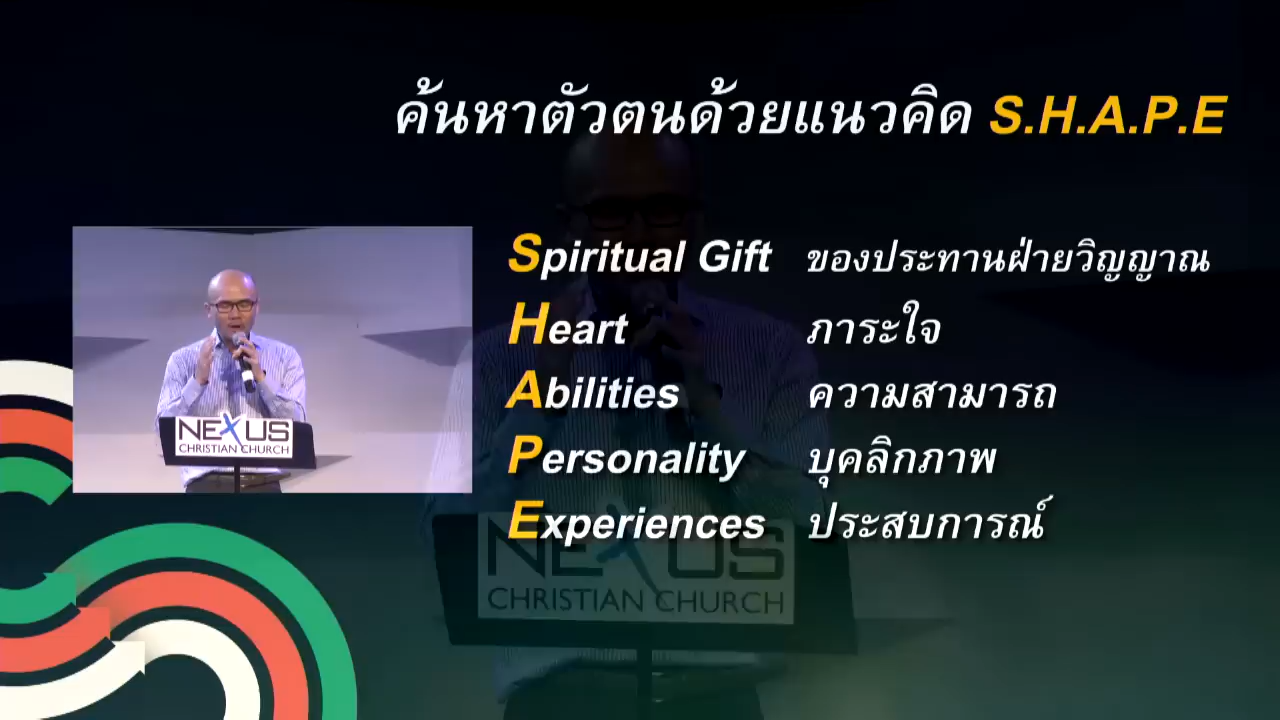 ค้นหาตัวตนด้วยแนวคิด S.H.A.P.E
Spiritual Gift ของประทานฝ่ายวิญญาณ
Heart ภาระใจ
Abilities ความสามารถ
Personality บุคลิกภาพ
Experiences ประสบการณ์
NEXUS
CHRISTIAN CHURCH
NEXUS
CHRISTIAN CHURCH